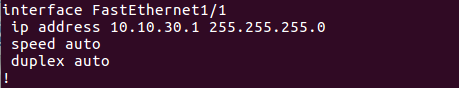 interface FastEthernet1/1
 ip address 10.10.30.1 255.255.255.0
 speed auto
 duplex auto
!